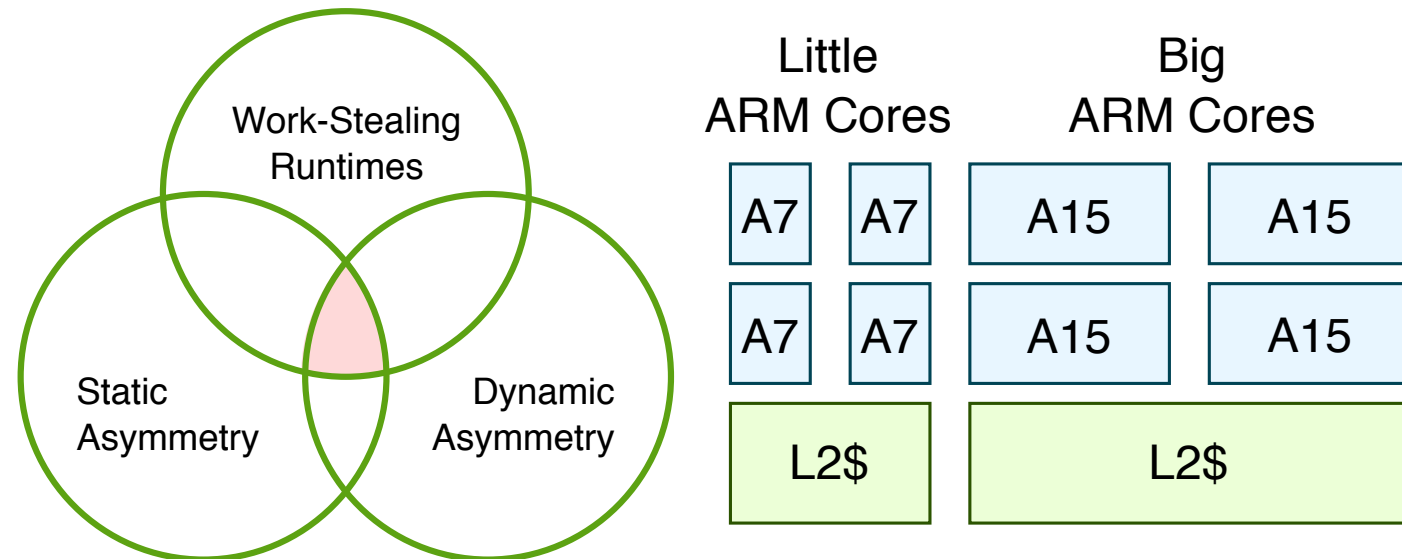 Work-Stealing
Runtimes
Static
Asymmetry
Dynamic
Asymmetry
Little
ARM Cores
Big
ARM Cores
A7 A7 A15 A15
A7 A7 A15 A15
L2$ L2$